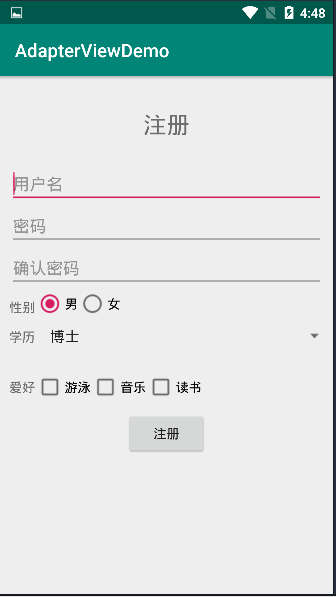 4:48
AdapterViewDemo
注册
用户名
密码
确认密码
性别 男 女
学历 博士
爱好 游泳 音乐 读书
注册